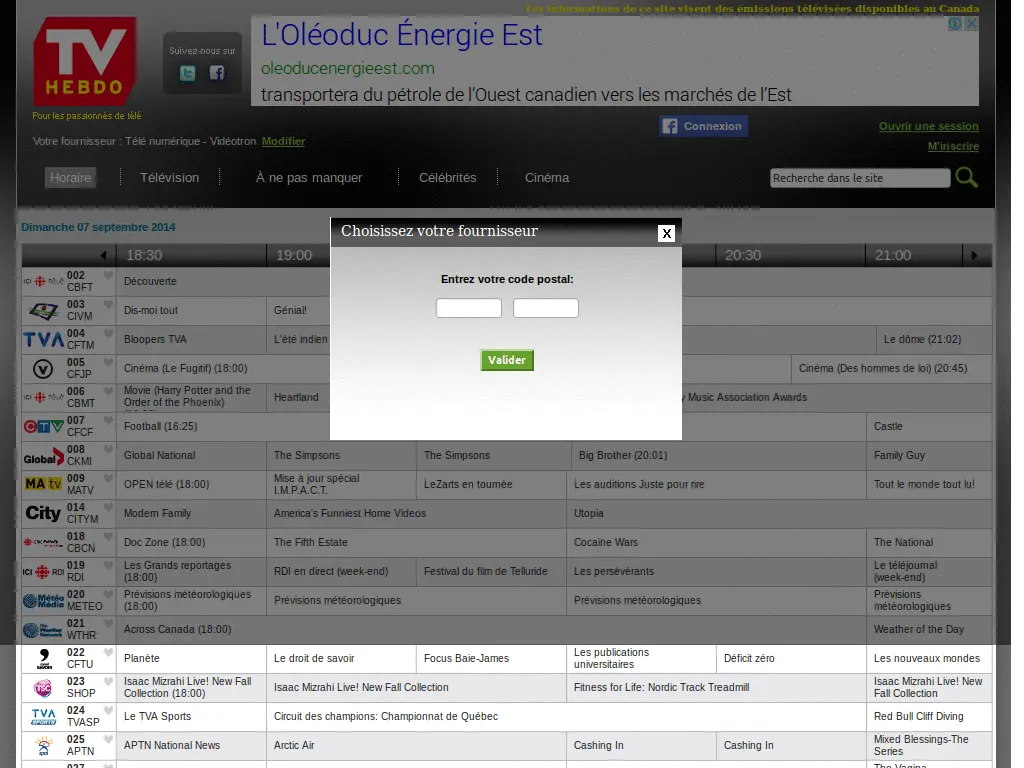 Les informations de ce site visent des émissions télévisées disponibles au Canada
TV
HEBDO
Pour les passionnés de télé
Suivez-nous sur
L'Oléoduc Énergie Est
oleoducenergieest.com
transportera du pétrole de l'Ouest canadien vers les marchés de l'Est
Votre fournisseur : Télé numérique - Vidéotron Modifier
Connexion
Ouvrir une session
M'inscrire
Horaire
Télévision
À ne pas manquer
Célébrités
Cinéma
Recherche dans le site
Dimanche 07 septembre 2014
Choisissez votre fournisseur
X
Entrez votre code postal:
Valider
18:30 19:00 20:30 21:00
002 CBFT Découverte
003 CIVM Dis-moi tout Génial!
TVA 004 CFTM Bloopers TVA L'été indien Le dôme (21:02)
005 CFJP Cinéma (Le Fugitif) (18:00) Cinéma (Des hommes de loi) (20:45)
006 CBMT Movie (Harry Potter and the Order of the Phoenix) Heartland Music Association Awards
CTV 007 CFCF Football (16:25) Castle
Global 008 CKMI Global National The Simpsons The Simpsons Big Brother (20:01) Family Guy
MAtv 009 MATV OPEN télé (18:00) Mise à jour spécial I.M.P.A.C.T. LeZarts en tournée Les auditions Juste pour rire Tout le monde tout lu!
City 014 CITYM Modern Family America's Funniest Home Videos Utopia
018 CBCN Doc Zone (18:00) The Fifth Estate Cocaine Wars The National
ICI RDI 019 RDI Les Grands reportages (18:00) RDI en direct (week-end) Festival du film de Telluride Les persévérants Le téléjournal (week-end)
Météo Média 020 METEO Prévisions météorologiques (18:00) Prévisions météorologiques Prévisions météorologiques Prévisions météorologiques
021 WTHR Across Canada (18:00) Weather of the Day
022 CFTU Planète Le droit de savoir Focus Baie-James Les publications universitaires Déficit zéro Les nouveaux mondes
TSC 023 SHOP Isaac Mizrahi Live! New Fall Collection (18:00) Isaac Mizrahi Live! New Fall Collection Fitness for Life: Nordic Track Treadmill Isaac Mizrahi Live! New Fall Collection
TVA SPORTS 024 TVASP Le TVA Sports Circuit des champions: Championnat de Québec Red Bull Cliff Diving
aptn 025 APTN APTN National News Arctic Air Cashing In Cashing In Mixed Blessings-The Series
027 The Vagina